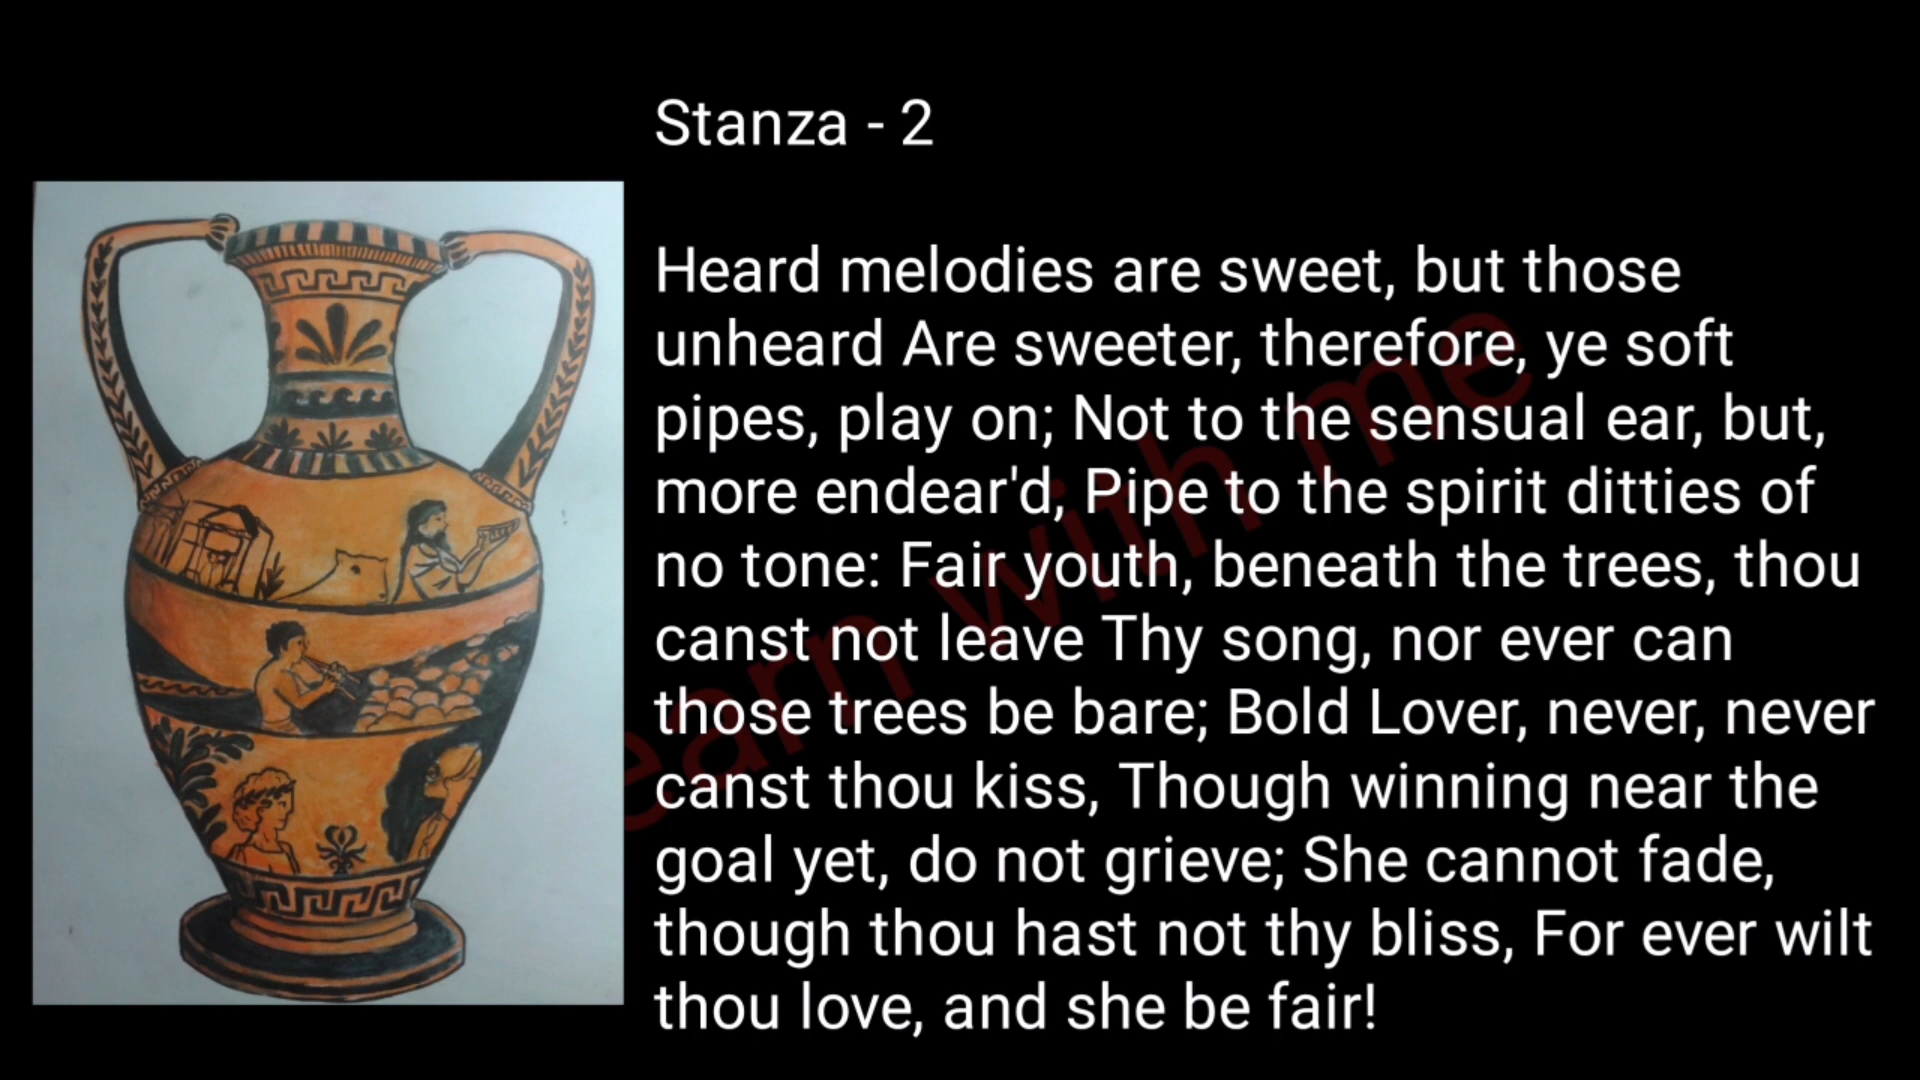 Stanza - 2
Heard melodies are sweet, but those
unheard Are sweeter, therefore, ye soft
pipes, play on; Not to the sensual ear, but,
more endear'd, Pipe to the spirit ditties of
no tone: Fair youth, beneath the trees, thou
canst not leave Thy song, nor ever can
those trees be bare; Bold Lover, never, never
canst thou kiss, Though winning near the
goal yet, do not grieve; She cannot fade,
though thou hast not thy bliss, For ever wilt
thou love, and she be fair!
earn with me